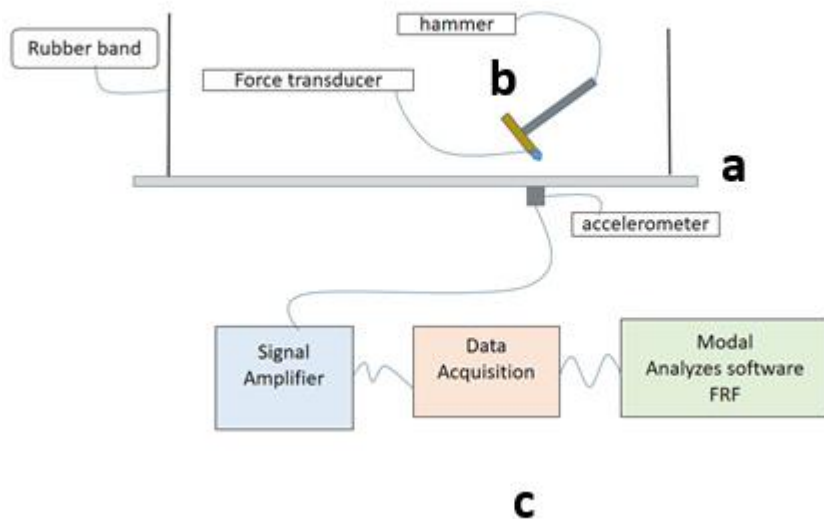 hammer
Rubber band
Force transducer
b
a
accelerometer
Signal
Amplifier
Data
Acquisition
Modal
Analyzes software
FRF
c